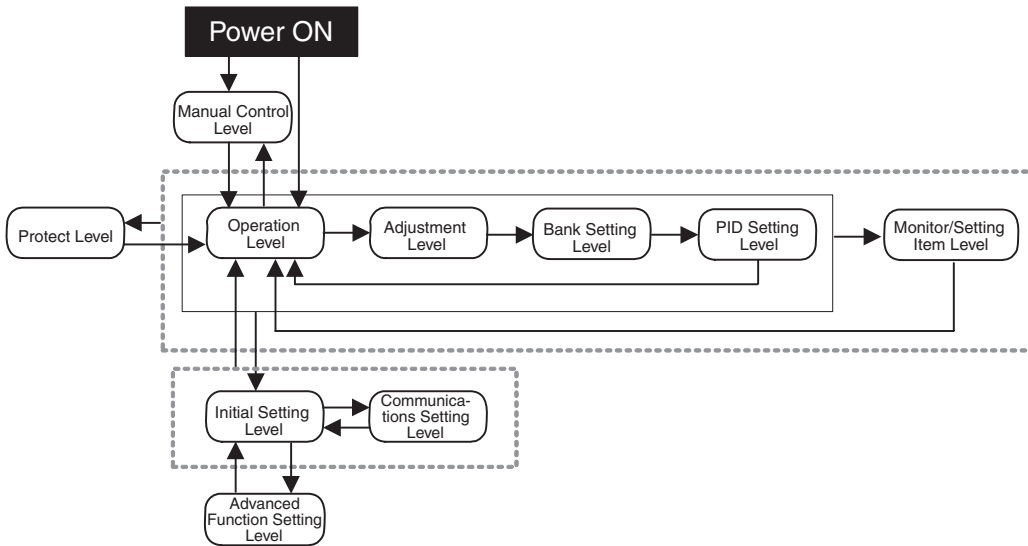 Power ON
Manual Control
Level
Protect Level
Operation
Level
Adjustment
Level
Bank Setting
Level
PID Setting
Level
Monitor/Setting
Item Level
Initial Setting
Level
Communica-
tions Setting
Level
Advanced
Function Setting
Level